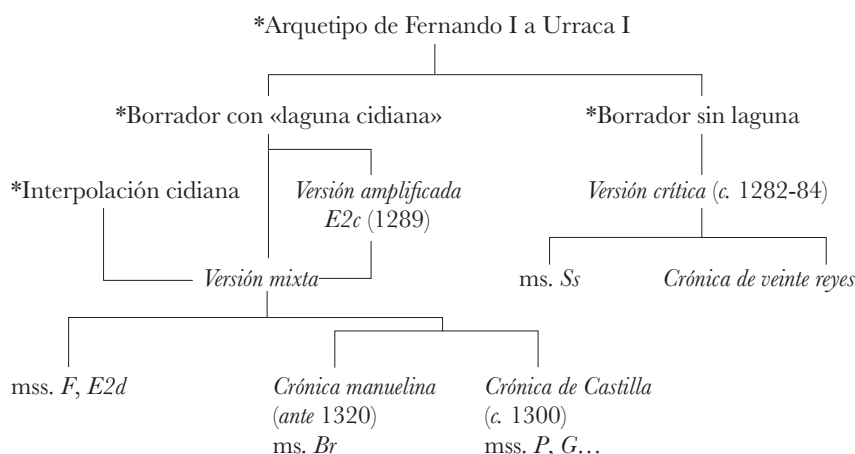 *Arquetipo de Fernando I a Urraca I
*Borrador con «laguna cidiana»
*Borrador sin laguna
*Interpolación cidiana
Versión amplificada
E2c (1289)
Versión crítica (c. 1282-84)
Versión mixta
ms. Ss
Crónica de veinte reyes
mss. F, E2d
Crónica manuelina
(ante 1320)
ms. Br
Crónica de Castilla
(c. 1300)
mss. P, G…